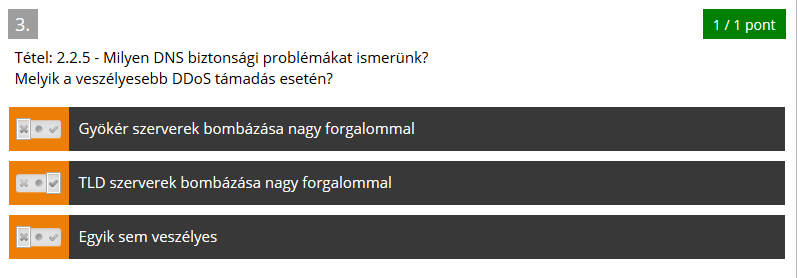 3.
1 / 1 pont
Tétel: 2.2.5 - Milyen DNS biztonsági problémákat ismerünk?
Melyik a veszélyesebb DDoS támadás esetén?
Gyökér szerverek bombázása nagy forgalommal
TLD szerverek bombázása nagy forgalommal
Egyik sem veszélyes